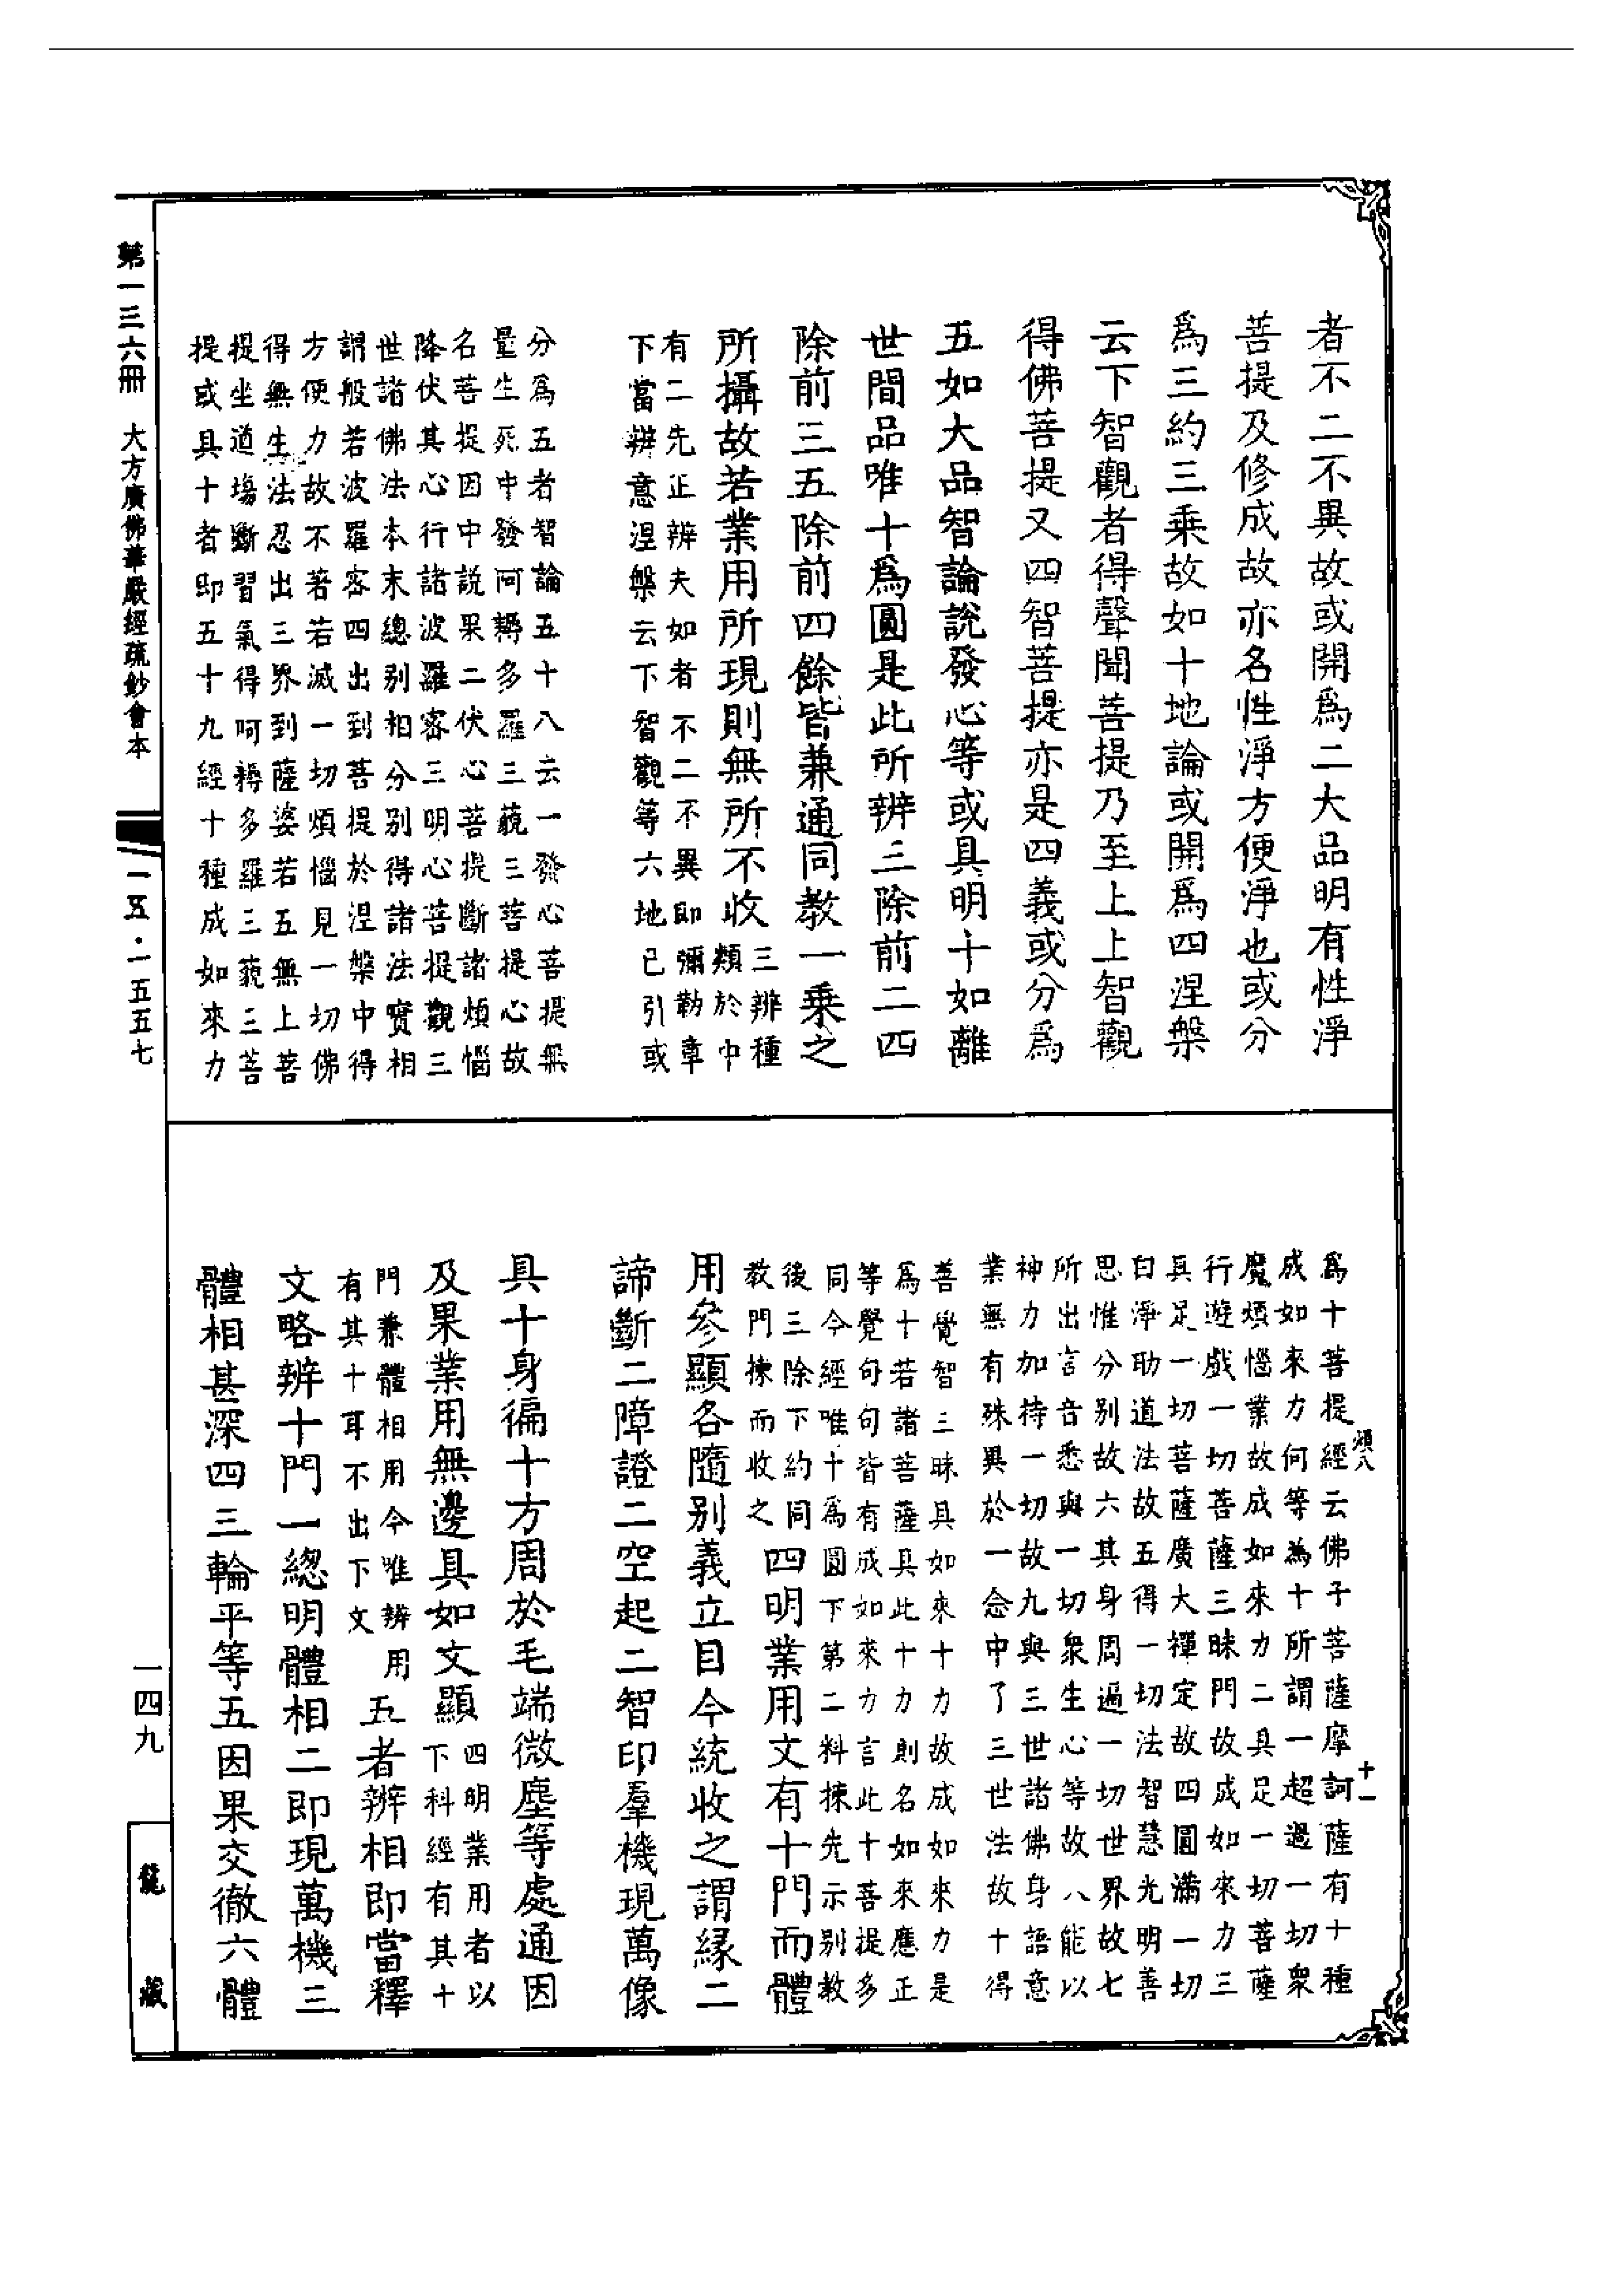 者不二不異故或開爲二大品明有性淨
菩提及修成故亦名性淨方便淨也或分
爲三約三乘故如十地論或開爲四涅槃
云下智觀者得聲聞菩提乃至上上智觀
得佛菩提又四智菩提亦是四義或分爲
五如大品智論說發心等或具明十如離
世間品唯十爲圓是此所辨三除前二四
除前三五除前四餘皆兼通同教一乘之
所攝故若業用所現則無所不收
三辨種
類於中
有二先正辨夫如者不二不異即彌勒章
下當辨意涅槃云下智觀等六地已引或
分爲五者智論五十八云一發心菩提無
量生死中發阿耨多羅三藐三菩提心故
名菩提因中說果二伏心菩提斷諸煩惱
降伏其心行諸波羅密三明心菩提觀三
世諸佛法本末總别相分别得諸法實相
謂般若波羅密四出到菩提於涅槃中得
方便力故不著若滅一切煩惱見一切佛
得無生法忍出三界到薩婆若五無上菩
提坐道場斷習氣得阿耨多羅三藐三菩
提或具十者即五十九經十種成如來力
爲十菩提經云佛子菩薩摩訶薩有十種
成如來力何等為十所謂一超過一切衆
魔煩惱業故成如來力二具足一切菩薩
行遊戲一切菩薩三昧門故成如來力三
具足一切菩薩廣大禪定故四圓滿一切
白淨助道法故五得一切法智慧光明善
思惟分别故六其身周遍一切世界故七
所出言音悉與一切衆生心等故八能以
神力加持一切故九與三世諸佛身語意
業無有殊異於一念中了三世法故十得
善覺智三昧具如來十力故成如來力是
爲十若諸菩薩具此十力則名如來應正
等覺句句皆有成如來力言此十菩提多
同今經唯十爲圓下第二料揀先示别教
後三除下約同
教門揀而收之
四明業用文有十門而體
用參顯各隨别義立目今統收之謂緣二
諦斷二障證二空起二智印羣機現萬像
具十身徧十方周於毛端微塵等處通因
及果業用無邊具如文顯
四明業用者以
下科經有其十
門兼體相用今唯辨用
有其十耳不出下文
五者辨相即當釋
文略辨十門一總明體相二即現萬機三
體相甚深四三輪平等五因果交徹六體
十一
第一三六冊 大方廣佛華嚴經疏鈔會本
一五·一五五七
一四九
龍藏